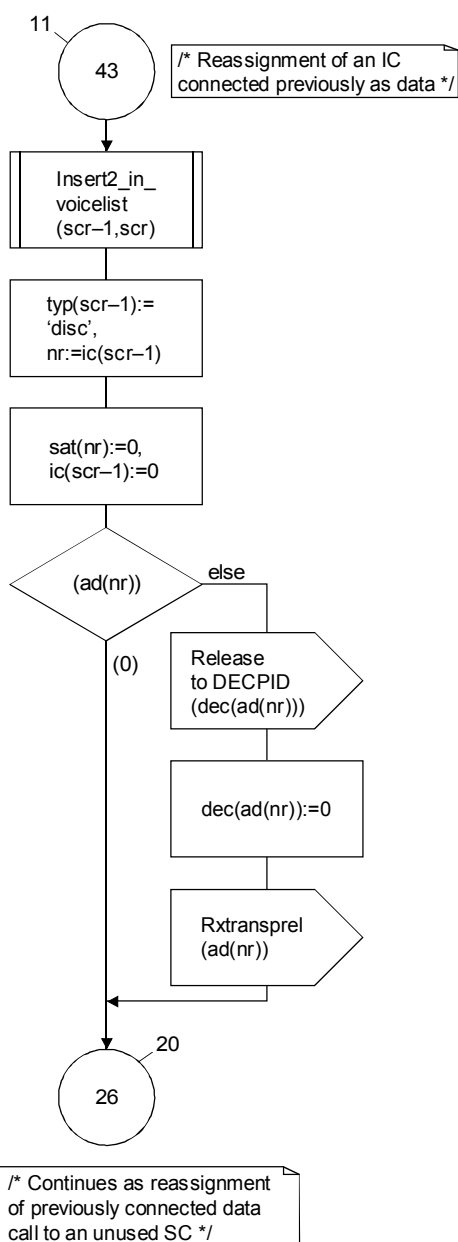 11
43
/* Reassignment of an IC
connected previously as data */
Insert2_in_
voicelist
(scr–1,scr)
typ(scr–1):=
‘disc’,
nr:=ic(scr–1)
sat(nr):=0,
ic(scr–1):=0
(ad(nr))
else
(0)
Release
to DECPID
(dec(ad(nr)))
dec(ad(nr)):=0
Rxtransprel
(ad(nr))
20
26
/* Continues as reassignment
of previously connected data
call to an unused SC */